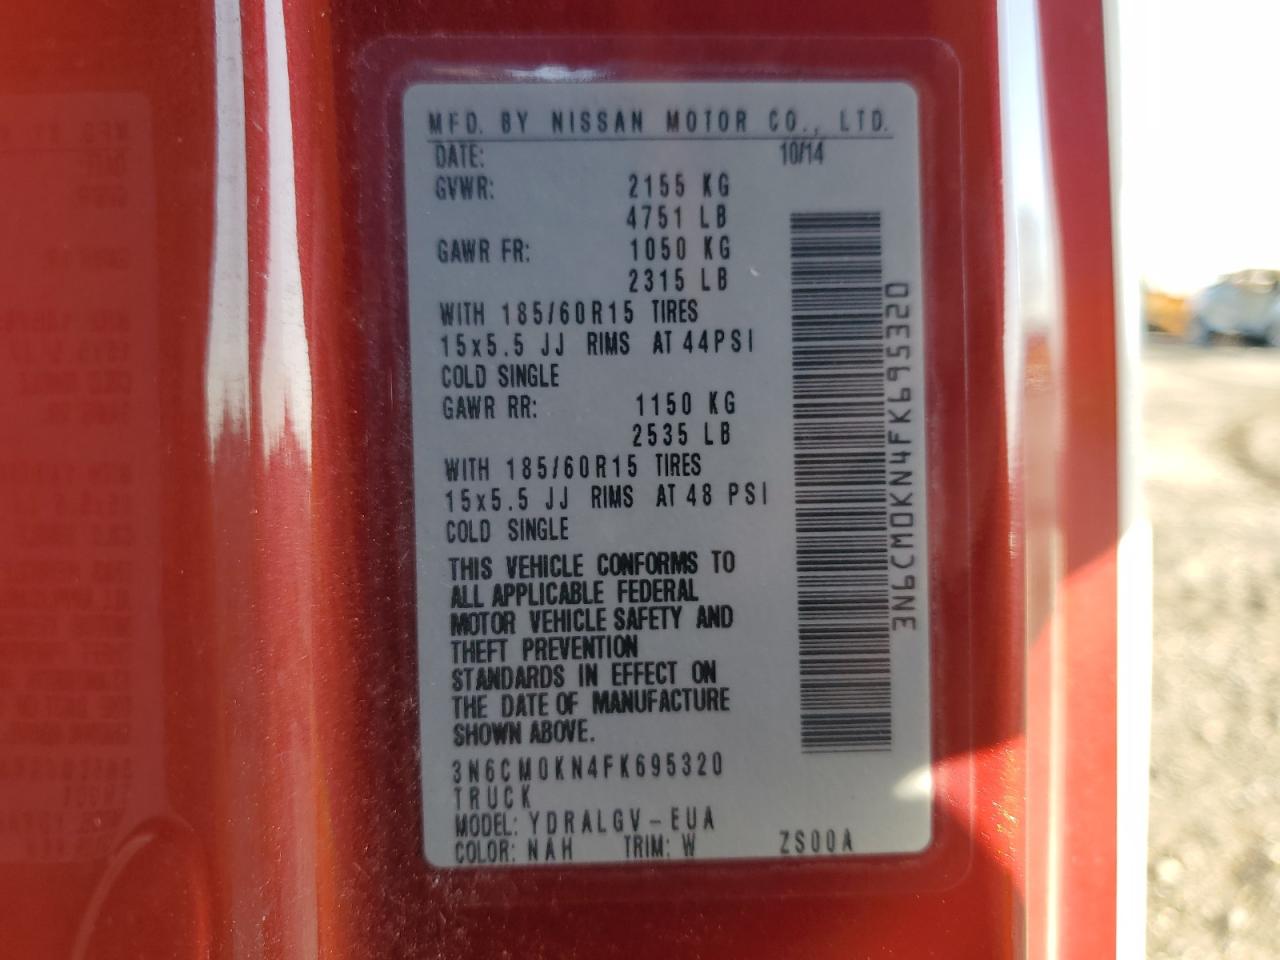 MFD. BY NISSAN MOTOR CO., LTD.
DATE: 10/14
GVWR: 2155 KG
4751 LB
GAWR FR: 1050 KG
2315 LB
WITH 185/60R15 TIRES
15x5.5 JJ RIMS AT 44PSI
COLD SINGLE
GAWR RR: 1150 KG
2535 LB
WITH 185/60R15 TIRES
15x5.5 JJ RIMS AT 48 PSI
COLD SINGLE
THIS VEHICLE CONFORMS TO
ALL APPLICABLE FEDERAL
MOTOR VEHICLE SAFETY AND
THEFT PREVENTION
STANDARDS IN EFFECT ON
THE DATE OF MANUFACTURE
SHOWN ABOVE.
3N6CM0KN4FK695320
TRUCK
MODEL: YDRALGV-EUA
COLOR: NAH TRIM: W ZS00A
3N6CM0KN4FK695320